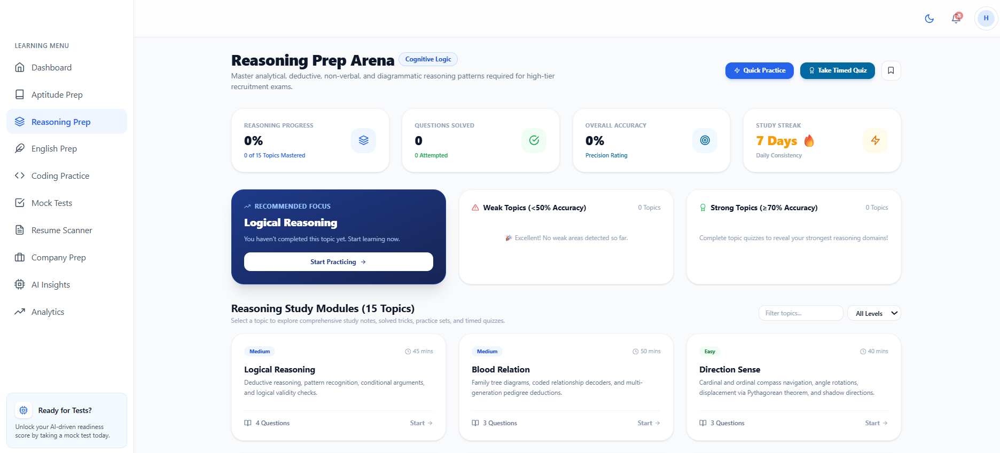 LEARNING MENU
Dashboard
Aptitude Prep
Reasoning Prep
English Prep
Coding Practice
Mock Tests
Resume Scanner
Company Prep
AI Insights
Analytics
Ready for Tests?
Unlock your AI-driven readiness
score by taking a mock test today.
3
H
Reasoning Prep Arena
Cognitive Logic
Master analytical, deductive, non-verbal, and diagrammatic reasoning patterns required for high-tier
recruitment exams.
Quick Practice
Take Timed Quiz
REASONING PROGRESS
0%
0 of 15 Topics Mastered
QUESTIONS SOLVED
0
0 Attempted
OVERALL ACCURACY
0%
Precision Rating
STUDY STREAK
7 Days 🔥
Daily Consistency
RECOMMENDED FOCUS
Logical Reasoning
You haven't completed this topic yet. Start learning now.
Start Practicing →
Weak Topics (<50% Accuracy)
0 Topics
🎉 Excellent! No weak areas detected so far.
Strong Topics (≥70% Accuracy)
0 Topics
Complete topic quizzes to reveal your strongest reasoning domains!
Reasoning Study Modules (15 Topics)
Select a topic to explore comprehensive study notes, solved tricks, practice sets, and timed quizzes.
Filter topics...
All Levels
Medium
45 mins
Logical Reasoning
Deductive reasoning, pattern recognition, conditional arguments,
and logical validity checks.
4 Questions
Start →
Medium
50 mins
Blood Relation
Family tree diagrams, coded relationship decoders, and multi-
generation pedigree deductions.
3 Questions
Start →
Easy
40 mins
Direction Sense
Cardinal and ordinal compass navigation, angle rotations,
displacement via Pythagorean theorem, and shadow directions.
3 Questions
Start →